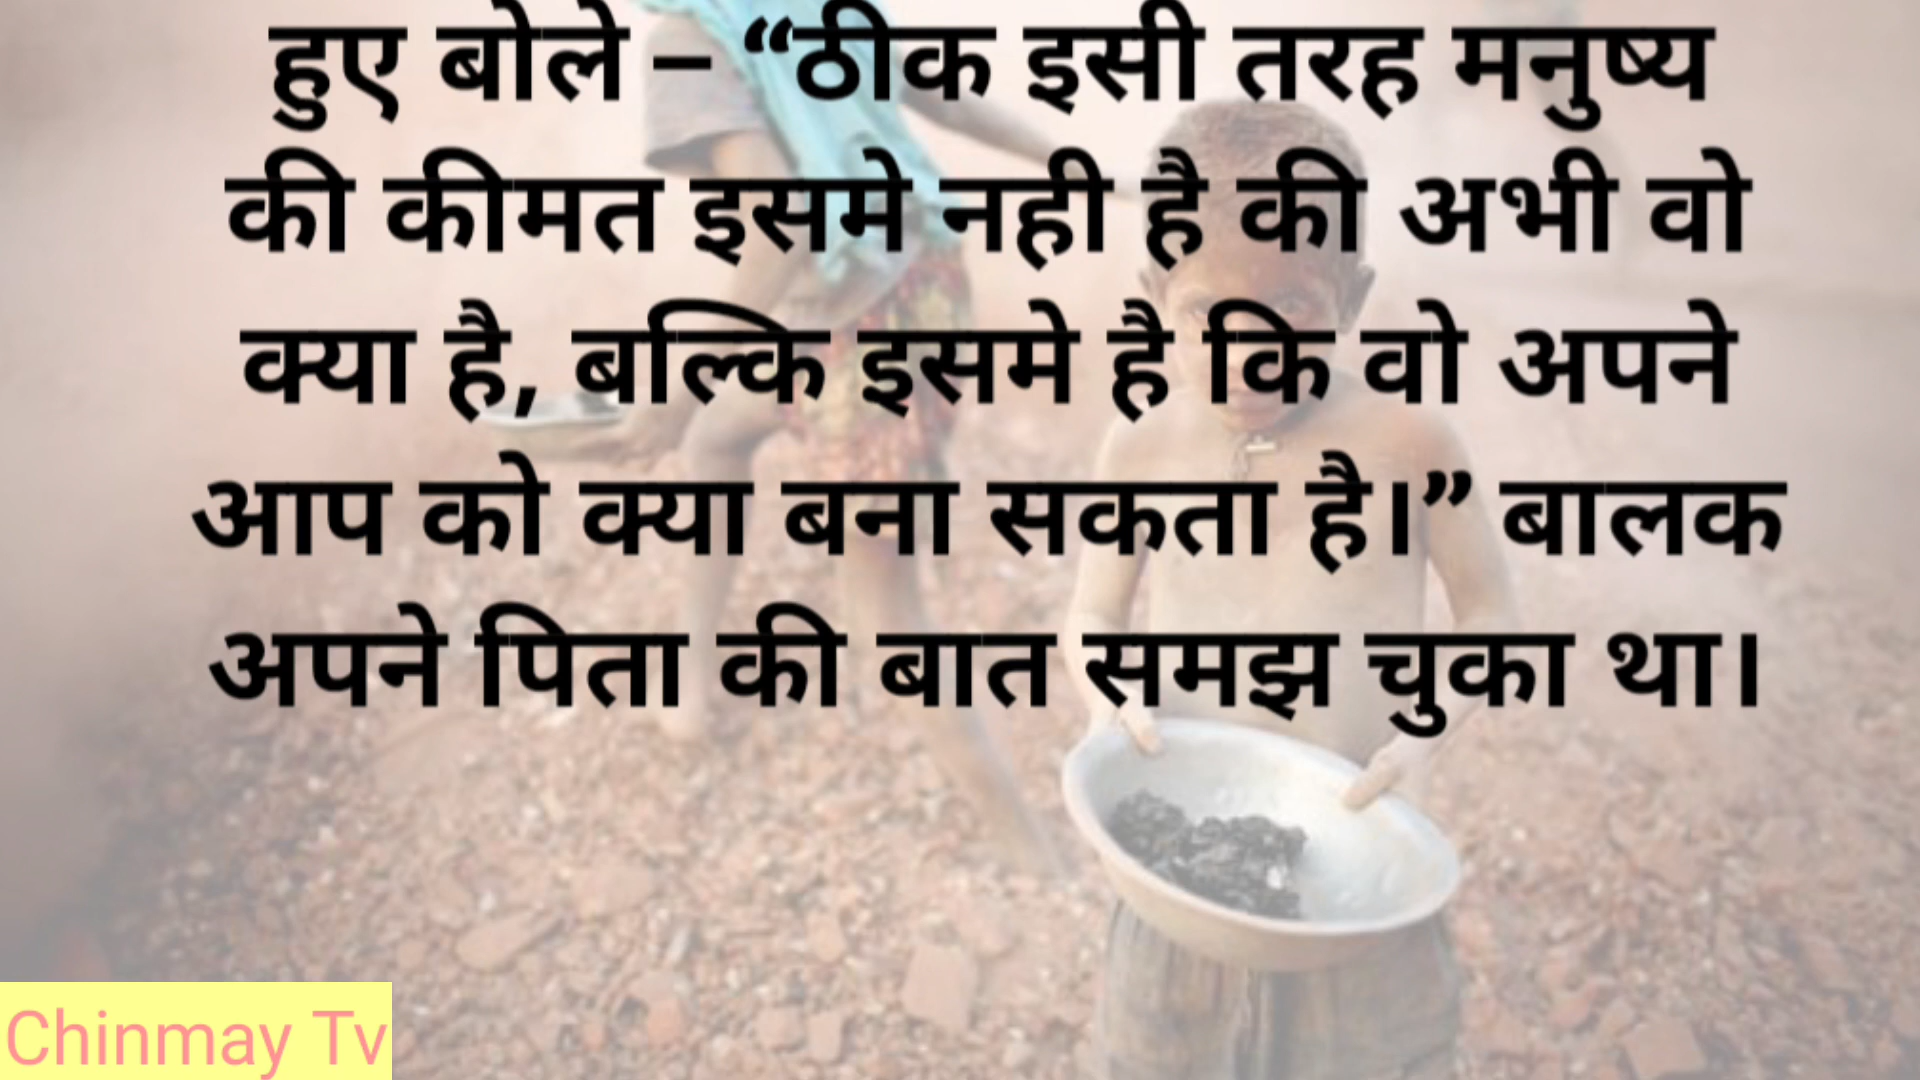 हुए बोले – “ठीक इसी तरह मनुष्य
की कीमत इसमे नही है की अभी वो
क्या है, बल्कि इसमे है कि वो अपने
आप को क्या बना सकता है।” बालक
अपने पिता की बात समझ चुका था।
Chinmay Tv